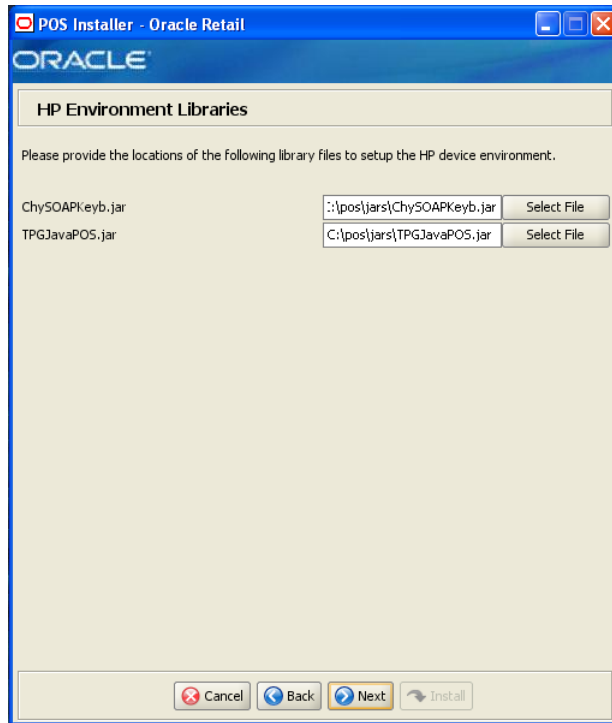 POS Installer - Oracle Retail
ORACLE
HP Environment Libraries
Please provide the locations of the following library files to setup the HP device environment.
ChySOAPKeyb.jar :\pos\jars\ChySOAPKeyb.jar Select File
TPGJavaPOS.jar C:\pos\jars\TPGJavaPOS.jar Select File
Cancel Back Next Install